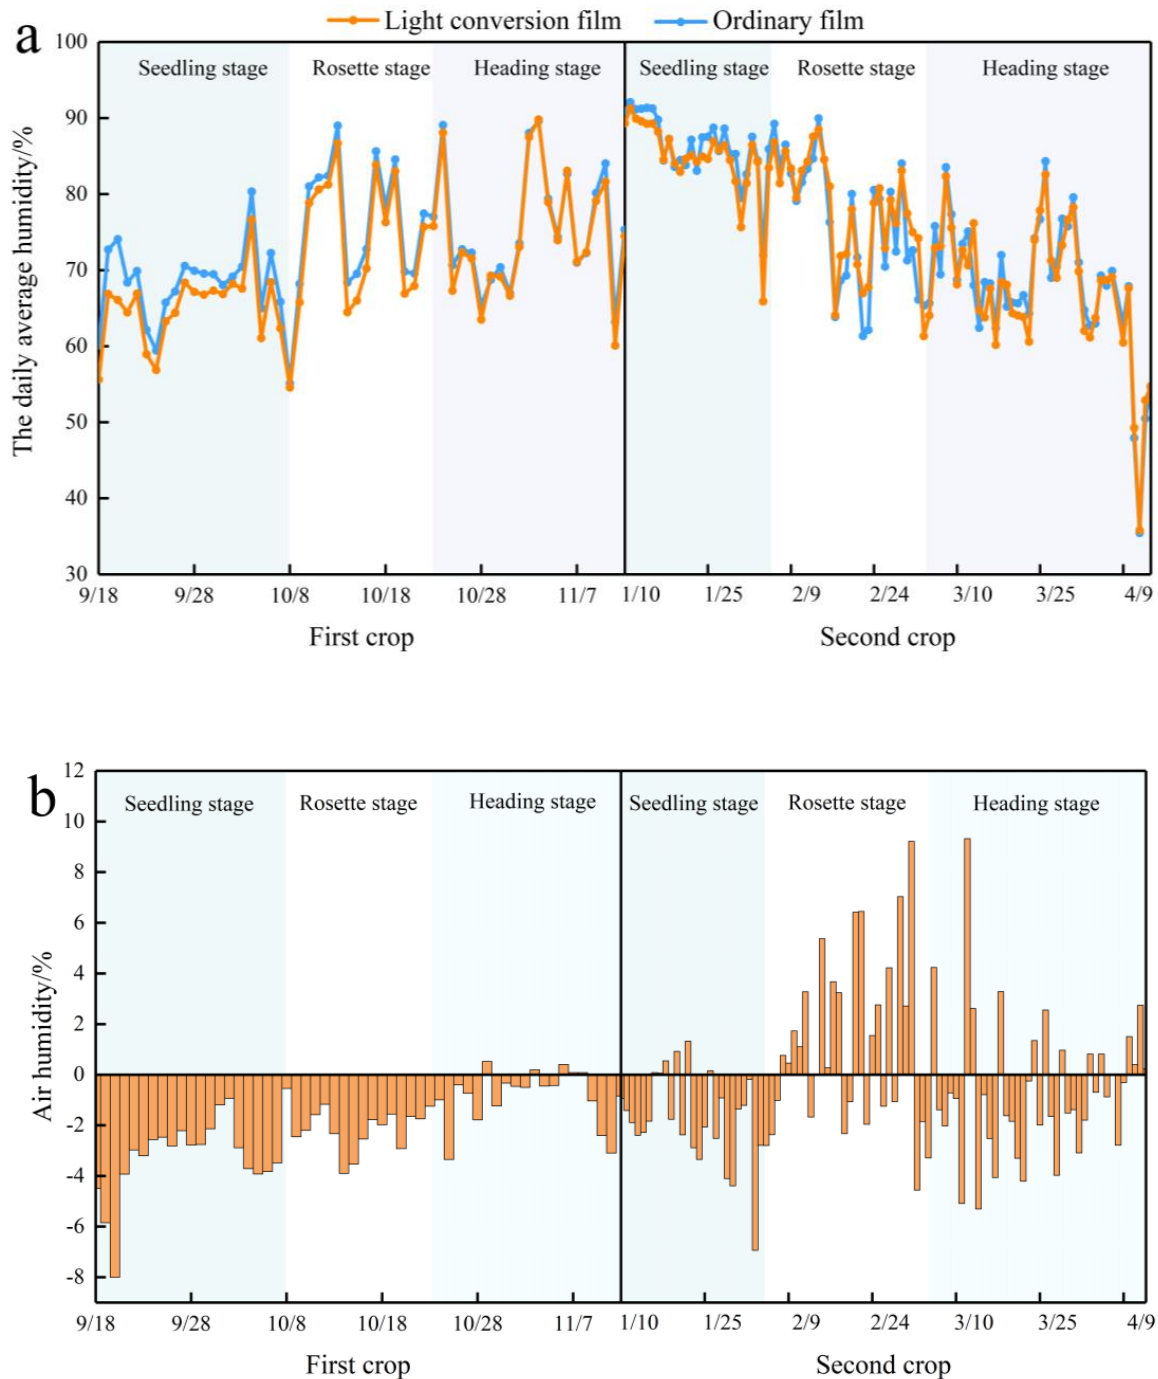 Light conversion film Ordinary film
a
100
Seedling stage Rosette stage Heading stage Seedling stage Rosette stage Heading stage
90
80
70
60
50
40
30
The daily average humidity/%
9/18 9/28 10/8 10/18 10/28 11/7 1/10 1/25 2/9 2/24 3/10 3/25 4/9
First crop Second crop
b
12
Seedling stage Rosette stage Heading stage Seedling stage Rosette stage Heading stage
10
8
6
4
2
0
-2
-4
-6
-8
Air humidity/%
9/18 9/28 10/8 10/18 10/28 11/7 1/10 1/25 2/9 2/24 3/10 3/25 4/9
First crop Second crop